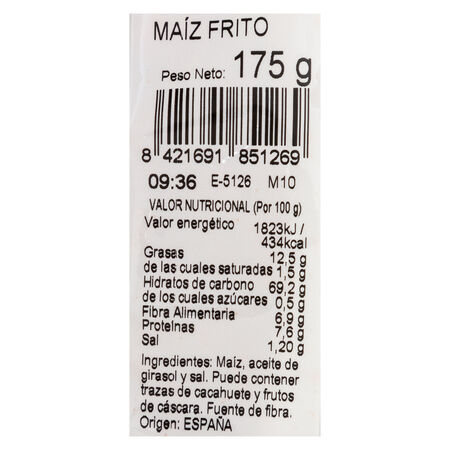 MAÍZ FRITO
Peso Neto: 175 g
8 421691 851269
09:36 E-5126 M10
VALOR NUTRICIONAL (Por 100 g)
Valor energético 1823kJ /
434kcal
Grasas 12,5 g
de las cuales saturadas 1,5 g
Hidratos de carbono 69,2 g
de los cuales azúcares 0,5 g
Fibra Alimentaria 6,9 g
Proteínas 7,6 g
Sal 1,20 g
Ingredientes: Maíz, aceite de
girasol y sal. Puede contener
trazas de cacahuete y frutos
de cáscara. Fuente de fibra.
Origen: ESPAÑA